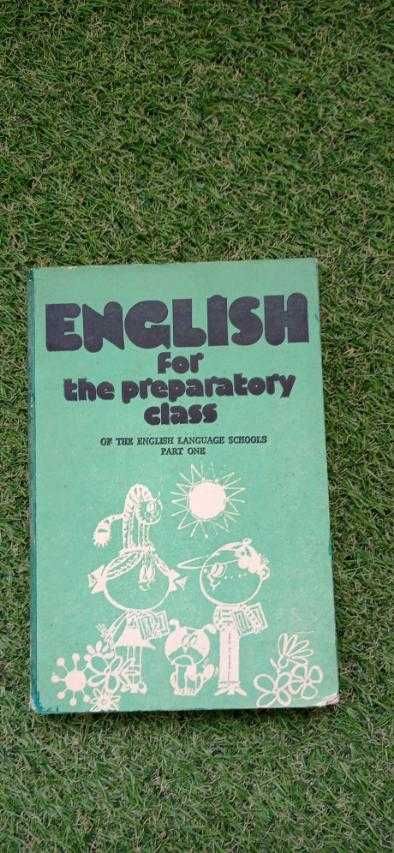 ENGLISH
for
the preparatory
class
OF THE ENGLISH LANGUAGE SCHOOLS
PART ONE